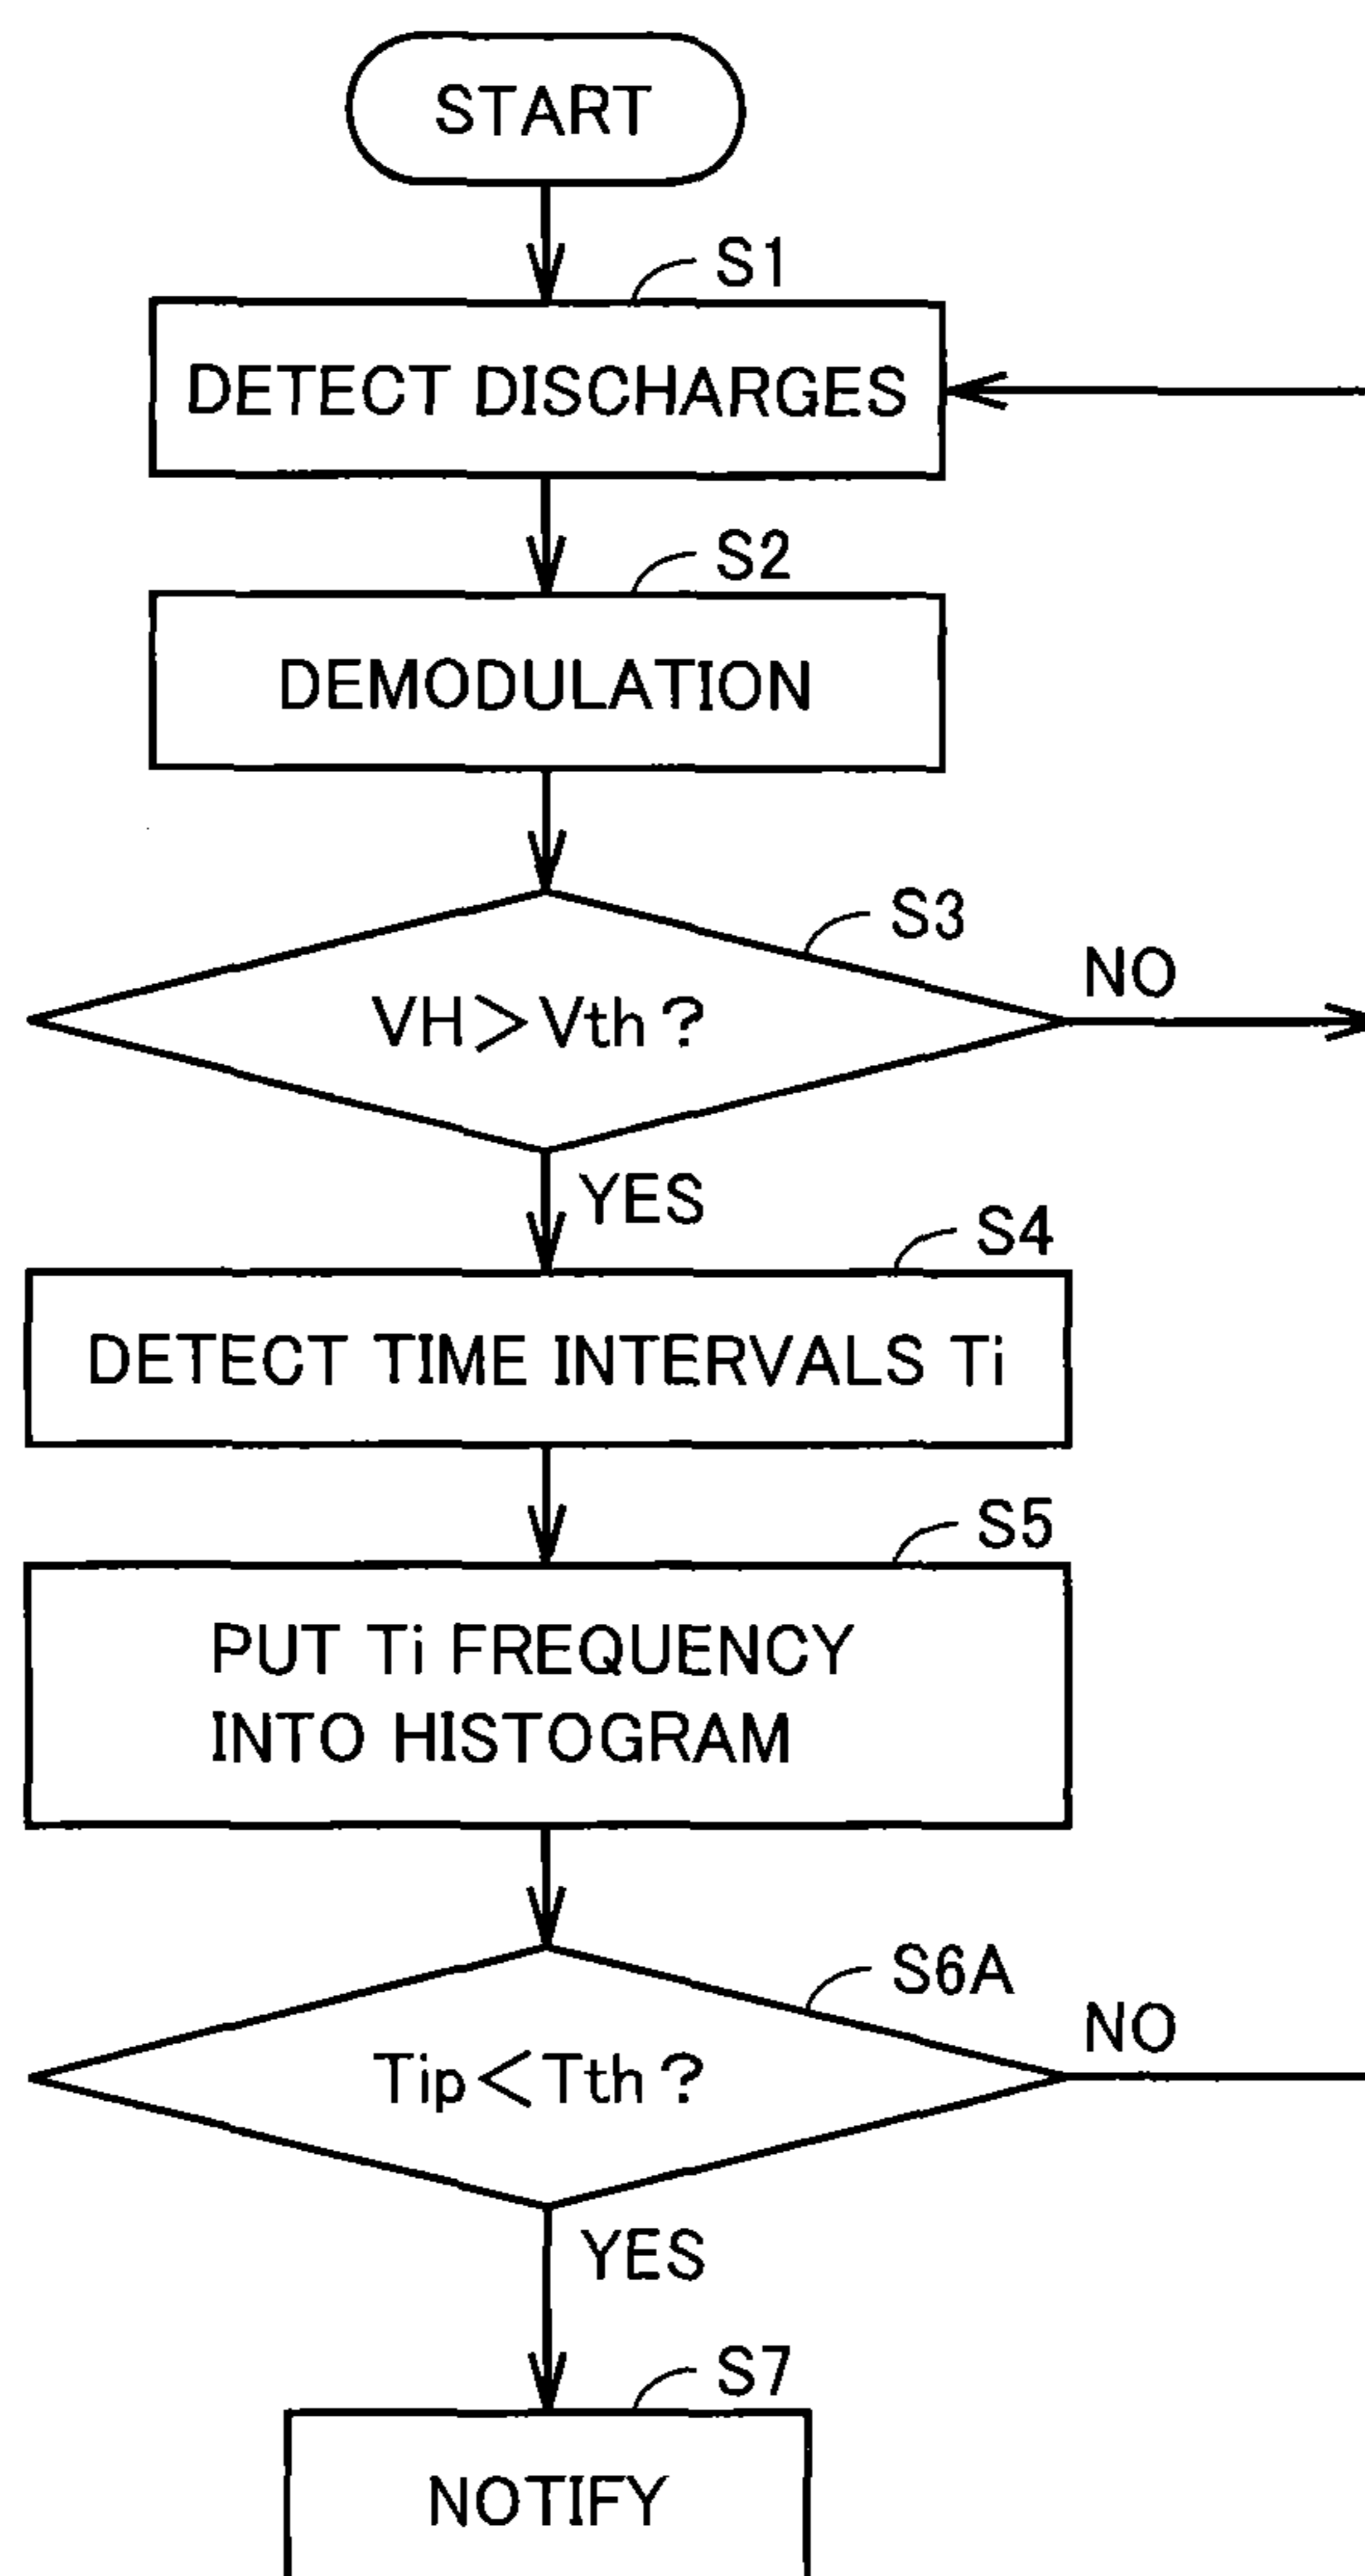 START
S1
DETECT DISCHARGES
S2
DEMODULATION
S3
VH>Vth?
NO
YES
S4
DETECT TIME INTERVALS Ti
S5
PUT Ti FREQUENCY
INTO HISTOGRAM
S6A
Tip<Tth?
NO
YES
S7
NOTIFY